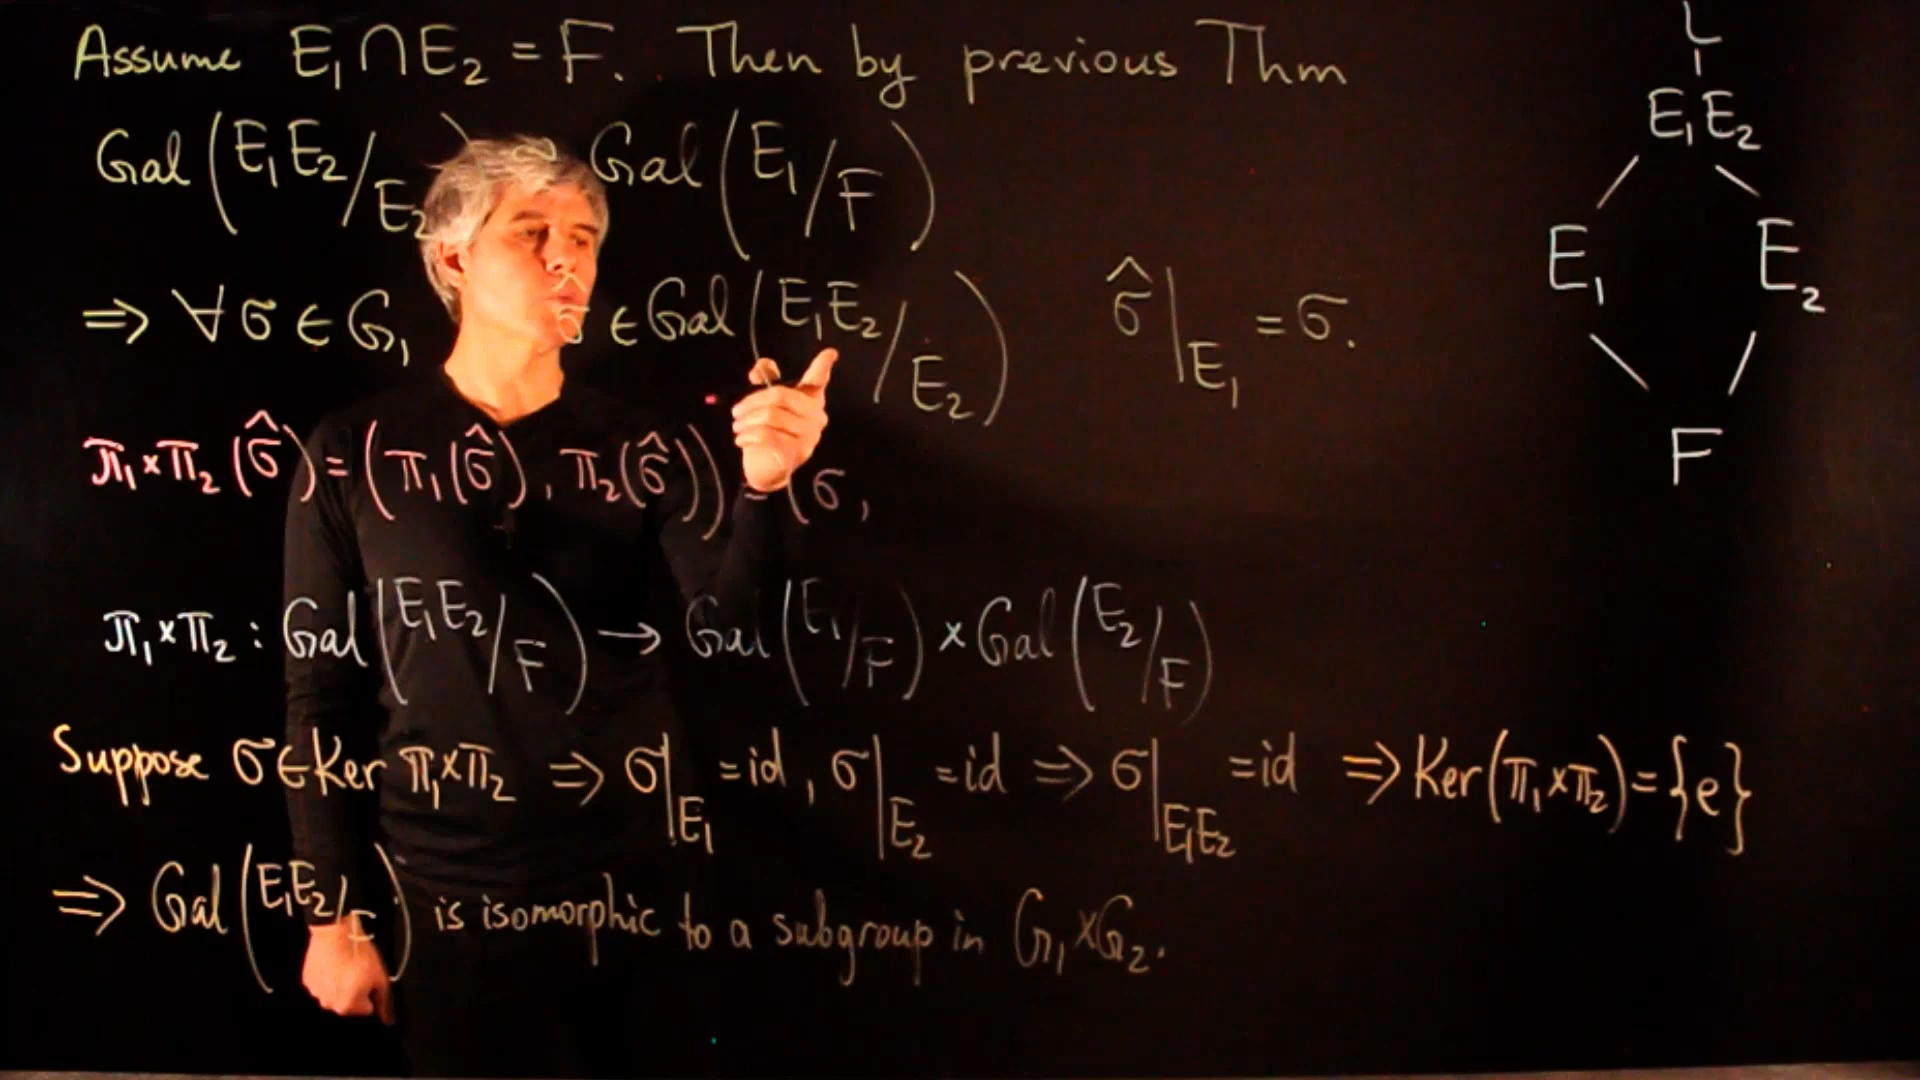 Assume E₁∩E₂ = F. Then by previous Thm
Gal(E₁E₂/E₂) ≅ Gal(E₁/F)
⇒ ∀σ∈G₁ σ̂ ∈ Gal(E₁E₂/E₂) σ̂|E₁ = σ.
π₁×π₂(σ̂) = (π₁(σ̂), π₂(σ̂)) = (σ,
π₁×π₂ : Gal(E₁E₂/F) → Gal(E₁/F) × Gal(E₂/F)
Suppose σ∈Ker π₁×π₂ ⇒ σ|E₁ = id, σ|E₂ = id ⇒ σ|E₁E₂ = id ⇒ Ker(π₁×π₂) = {e}
⇒ Gal(E₁E₂/F) is isomorphic to a subgroup in G₁×G₂.
L
E₁E₂
E₁ E₂
F